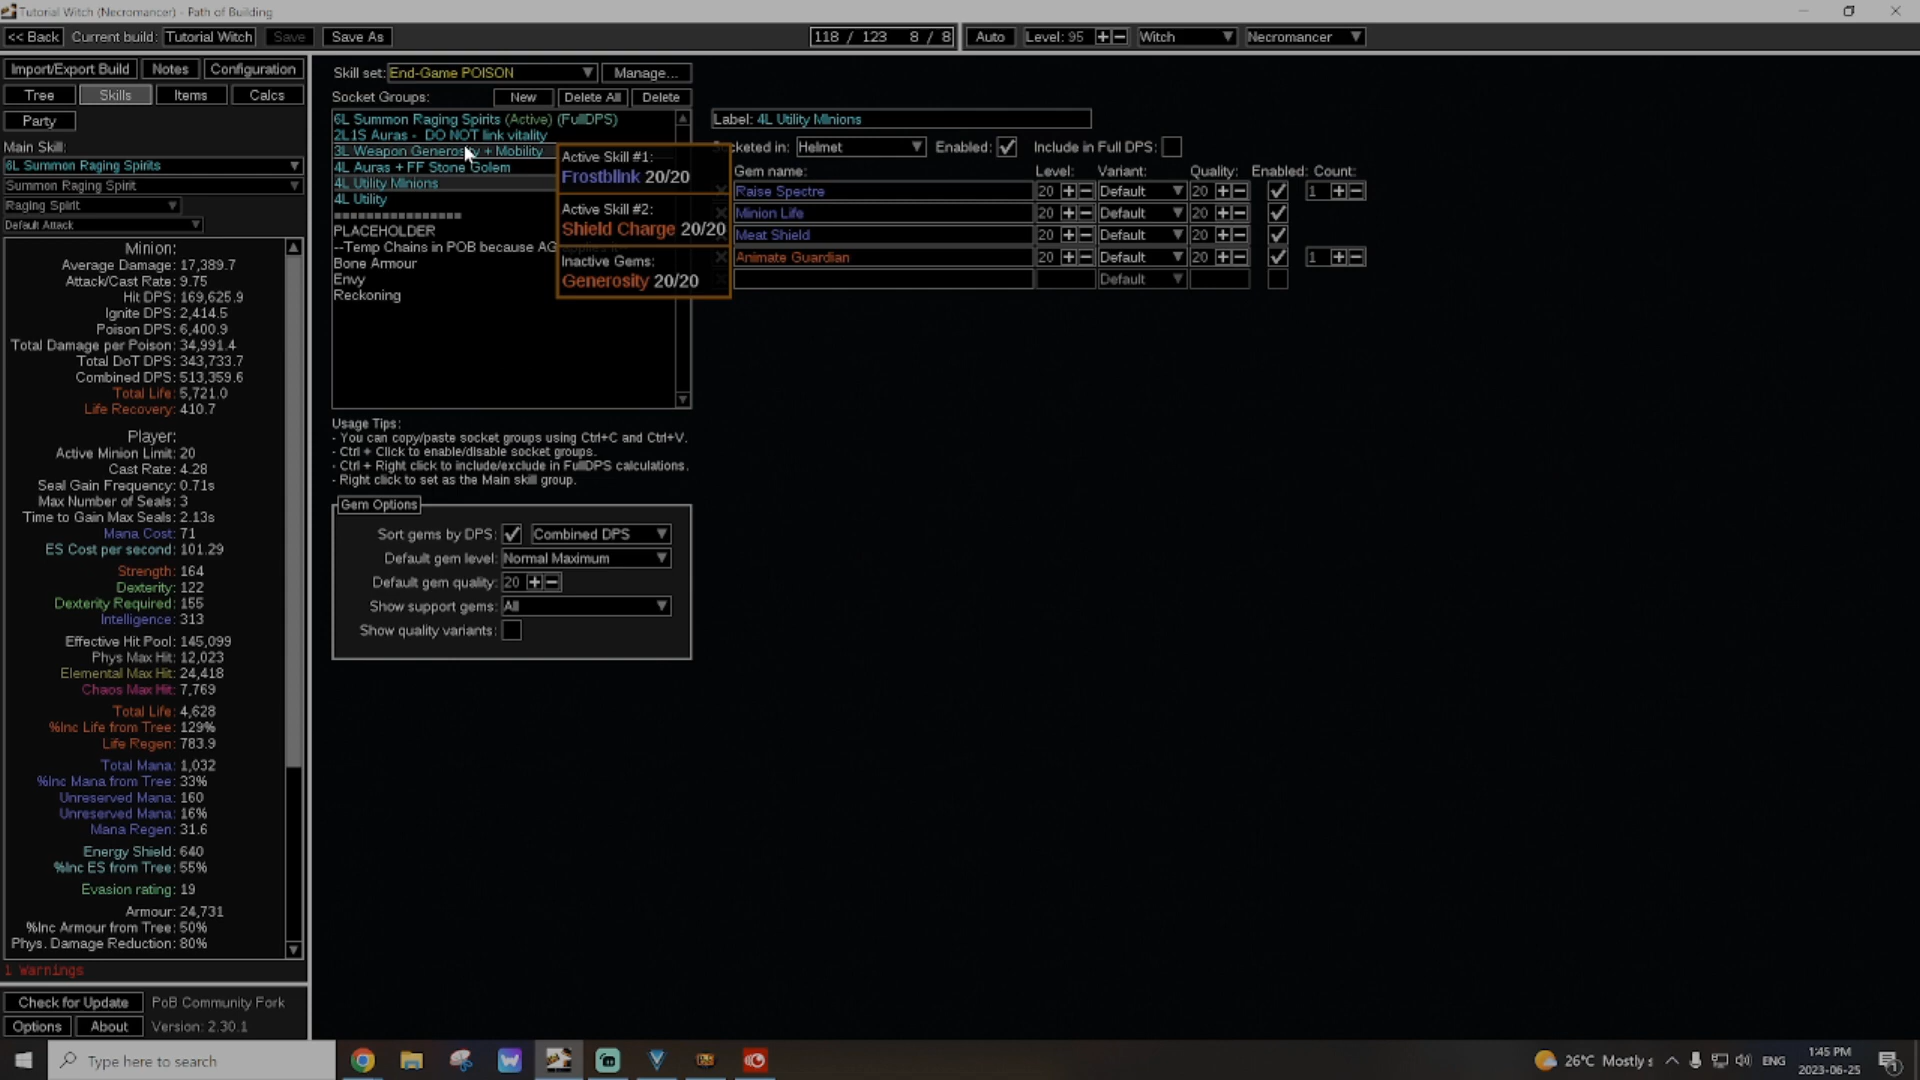 Tutorial Witch (Necromancer) - Path of Building
<< Back Current build: Tutorial Witch Save Save As 118 / 123 8 / 8 Auto Level: 95 Witch Necromancer
Import/Export Build Notes Configuration
Tree Skills Items Calcs
Party
Main Skill:
6L Summon Raging Spirits
Summon Raging Spirit
Raging Spirit
Default Attack
Minion:
Average Damage: 17,389.7
Attack/Cast Rate: 9.75
Hit DPS: 169,625.9
Ignite DPS: 2,414.5
Poison DPS: 6,400.9
Total Damage per Poison: 34,991.4
Total DoT DPS: 343,733.7
Combined DPS: 513,359.6
Total Life: 5,721.0
Life Recovery: 410.7
Player:
Active Minion Limit: 20
Cast Rate: 4.28
Seal Gain Frequency: 0.71s
Max Number of Seals: 3
Time to Gain Max Seals: 2.13s
Mana Cost: 71
ES Cost per second: 101.29
Strength: 164
Dexterity: 122
Dexterity Required: 155
Intelligence: 313
Effective Hit Pool: 145,099
Phys Max Hit: 12,023
Elemental Max Hit: 24,418
Chaos Max Hit: 7,769
Total Life: 4,628
%Inc Life from Tree: 129%
Life Regen: 783.9
Total Mana: 1,032
%Inc Mana from Tree: 33%
Unreserved Mana: 160
Unreserved Mana: 16%
Mana Regen: 31.6
Energy Shield: 640
%Inc ES from Tree: 55%
Evasion rating: 19
Armour: 24,731
%Inc Armour from Tree: 50%
Phys. Damage Reduction: 80%
1 Warnings
Check for Update PoB Community Fork
Options About Version: 2.30.1
Skill set: End-Game POISON Manage...
Socket Groups: New Delete All Delete
6L Summon Raging Spirits (Active) (FullDPS)
2L1S Auras - DO NOT link vitality
3L Weapon Generosity + Mobility
4L Auras + FF Stone Golem
4L Utility MInions
4L Utility
================
PLACEHOLDER
--Temp Chains in POB because AG
Bone Armour
Envy
Reckoning
Active Skill #1:
Frostblink 20/20
Active Skill #2:
Shield Charge 20/20
Inactive Gems:
Generosity 20/20
Usage Tips:
- You can copy/paste socket groups using Ctrl+C and Ctrl+V.
- Ctrl + Click to enable/disable socket groups.
- Ctrl + Right click to include/exclude in FullDPS calculations.
- Right click to set as the Main skill group.
Gem Options
Sort gems by DPS: Combined DPS
Default gem level: Normal Maximum
Default gem quality: 20
Show support gems: All
Show quality variants:
Label: 4L Utility MInions
cketed in: Helmet Enabled: Include in Full DPS:
Gem name: Level: Variant: Quality: Enabled: Count:
Raise Spectre 20 Default 20 1
Minion Life 20 Default 20
Meat Shield 20 Default 20
Animate Guardian 20 Default 20 1
Default
Type here to search
26°C Mostly s ENG 1:45 PM
2023-06-25